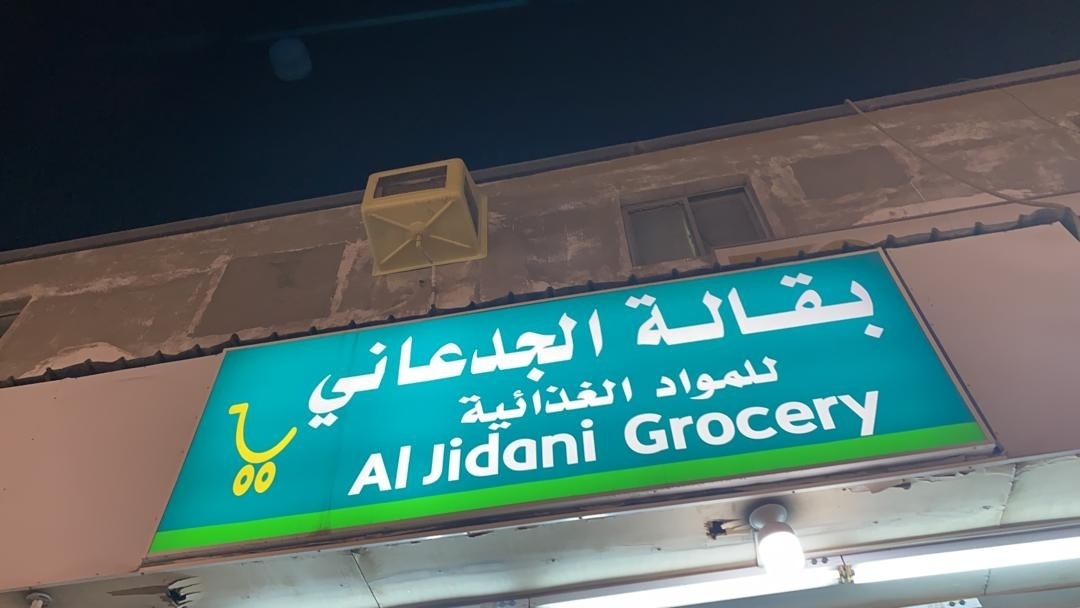 بقالة الجدعاني
للمواد الغذائية
Al Jidani Grocery